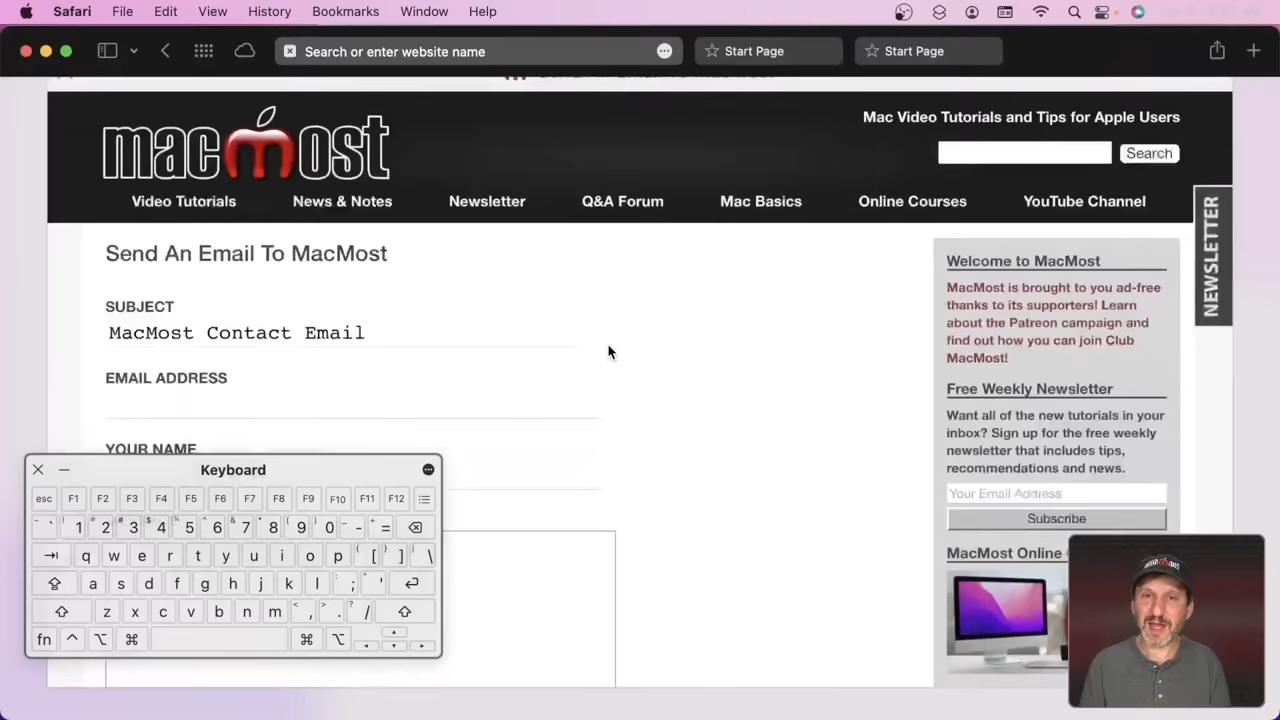 Safari File Edit View History Bookmarks Window Help
Search or enter website name
Start Page
Start Page
macmost
Mac Video Tutorials and Tips for Apple Users
Search
Video Tutorials News & Notes Newsletter Q&A Forum Mac Basics Online Courses YouTube Channel
NEWSLETTER
Send An Email To MacMost
SUBJECT
MacMost Contact Email
EMAIL ADDRESS
YOUR NAME
Welcome to MacMost
MacMost is brought to you ad-free
thanks to its supporters! Learn
about the Patreon campaign and
find out how you can join Club
MacMost!
Free Weekly Newsletter
Want all of the new tutorials in your
inbox? Sign up for the free weekly
newsletter that includes tips,
recommendations and news.
Your Email Address
Subscribe
MacMost Online
Keyboard
esc F1 F2 F3 F4 F5 F6 F7 F8 F9 F10 F11 F12
~ ` ! 1 @ 2 # 3 $ 4 % 5 ^ 6 & 7 * 8 ( 9 ) 0 _ - + =
q w e r t y u i o p { [ } ] | \
a s d f g h j k l : ; " '
z x c v b n m < , > . ? /
fn ^ ⌥ ⌘ ⌘ ⌥